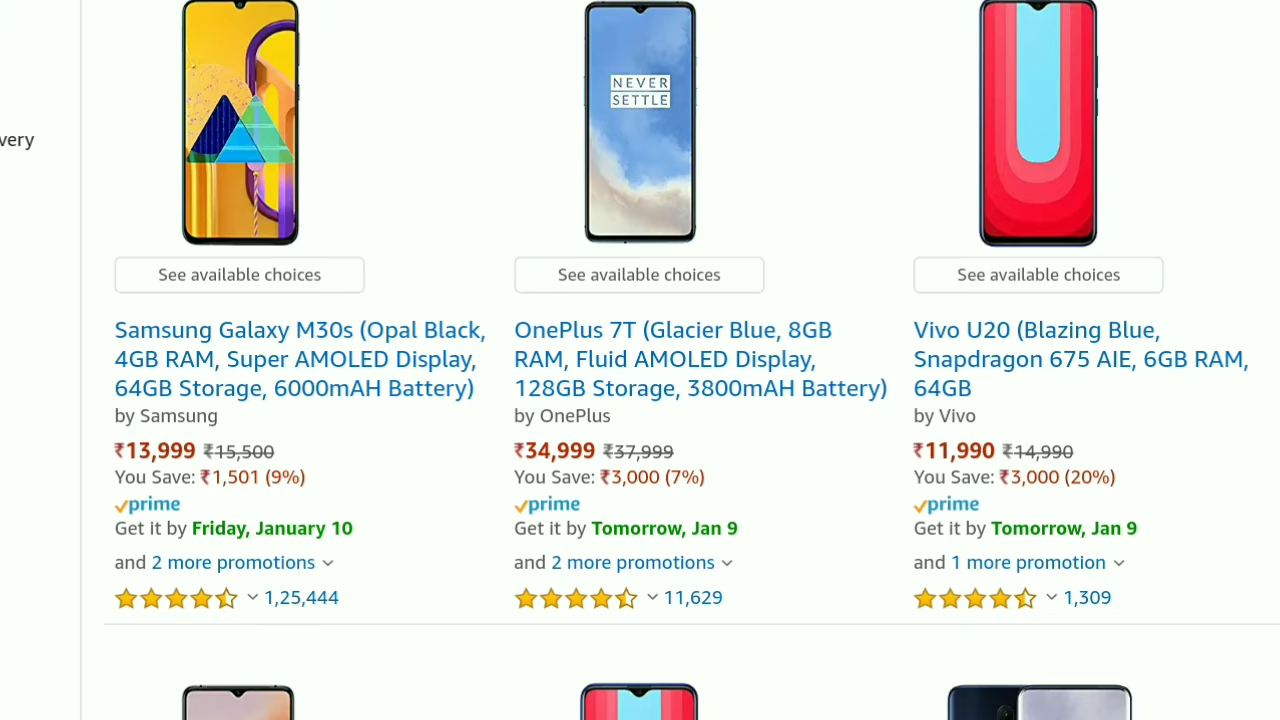 very
NEVER
SETTLE
See available choices
See available choices
See available choices
Samsung Galaxy M30s (Opal Black,
4GB RAM, Super AMOLED Display,
64GB Storage, 6000mAH Battery)
by Samsung
₹13,999 ₹15,500
You Save: ₹1,501 (9%)
prime
Get it by Friday, January 10
and 2 more promotions
1,25,444
OnePlus 7T (Glacier Blue, 8GB
RAM, Fluid AMOLED Display,
128GB Storage, 3800mAH Battery)
by OnePlus
₹34,999 ₹37,999
You Save: ₹3,000 (7%)
prime
Get it by Tomorrow, Jan 9
and 2 more promotions
11,629
Vivo U20 (Blazing Blue,
Snapdragon 675 AIE, 6GB RAM,
64GB
by Vivo
₹11,990 ₹14,990
You Save: ₹3,000 (20%)
prime
Get it by Tomorrow, Jan 9
and 1 more promotion
1,309